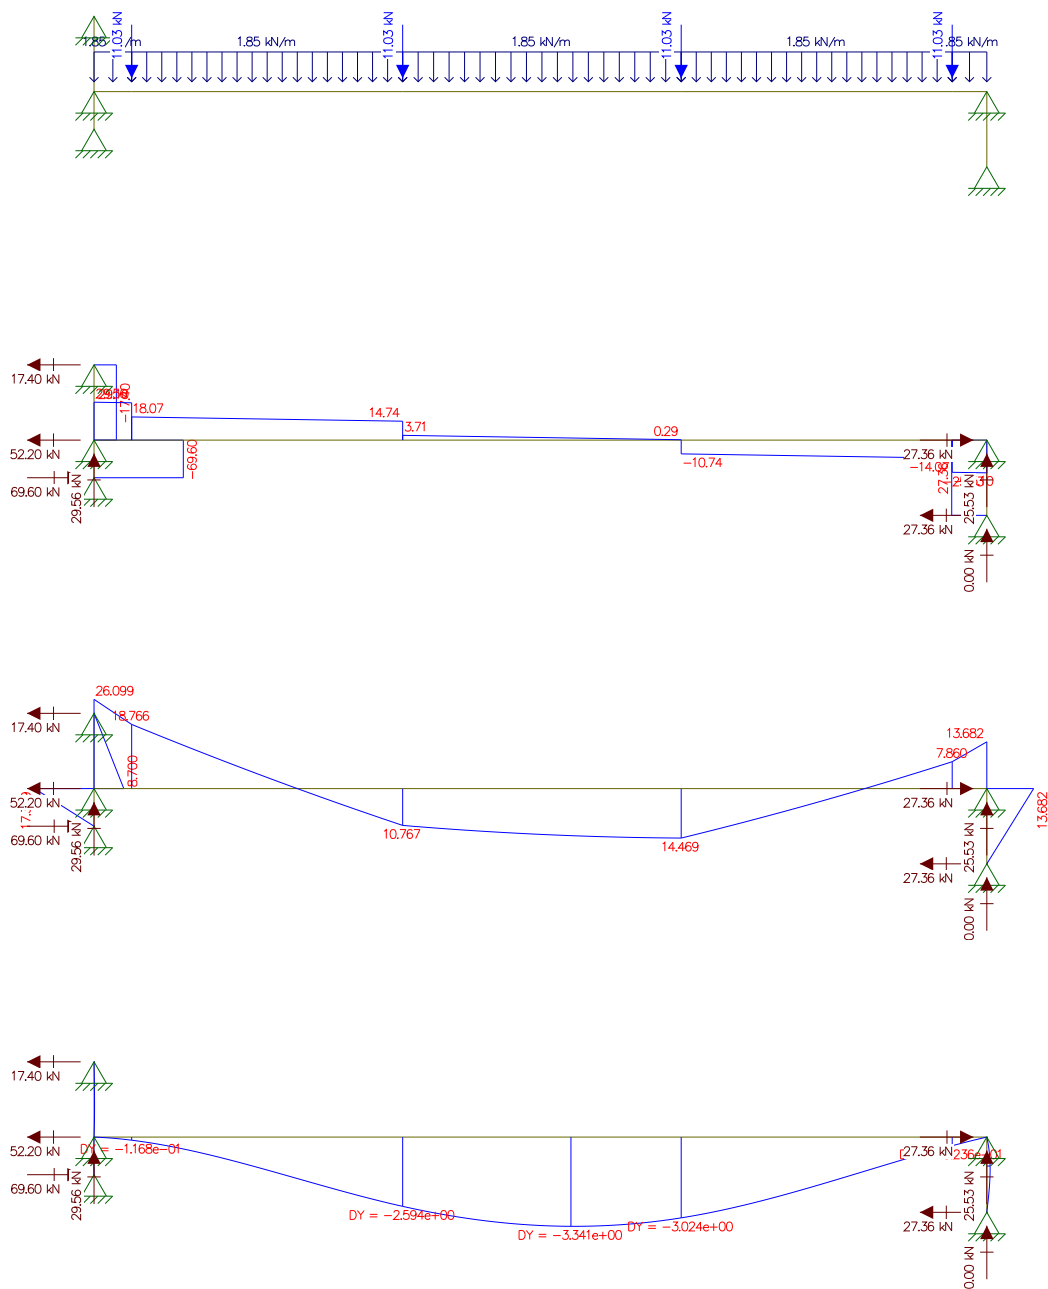 11.03 kN
11.03 kN
11.03 kN
11.03 kN
1.85 kN/m
1.85 kN/m
1.85 kN/m
1.85 kN/m
1.85 kN/m
17.40 kN
29.56
18.07
14.74
3.71
0.29
52.20 kN
-69.60
-10.74
27.36 kN
69.60 kN
29.56 kN
27.36
25.53 kN
27.36 kN
0.00 kN
26.099
18.766
17.40 kN
13.682
7.860
8.700
52.20 kN
27.36 kN
69.60 kN
29.56 kN
10.767
14.469
13.682
25.53 kN
27.36 kN
0.00 kN
17.40 kN
52.20 kN
DY = -1.168e-01
27.36 kN
69.60 kN
29.56 kN
25.53 kN
DY = -2.594e+00
DY = -3.341e+00
DY = -3.024e+00
27.36 kN
0.00 kN